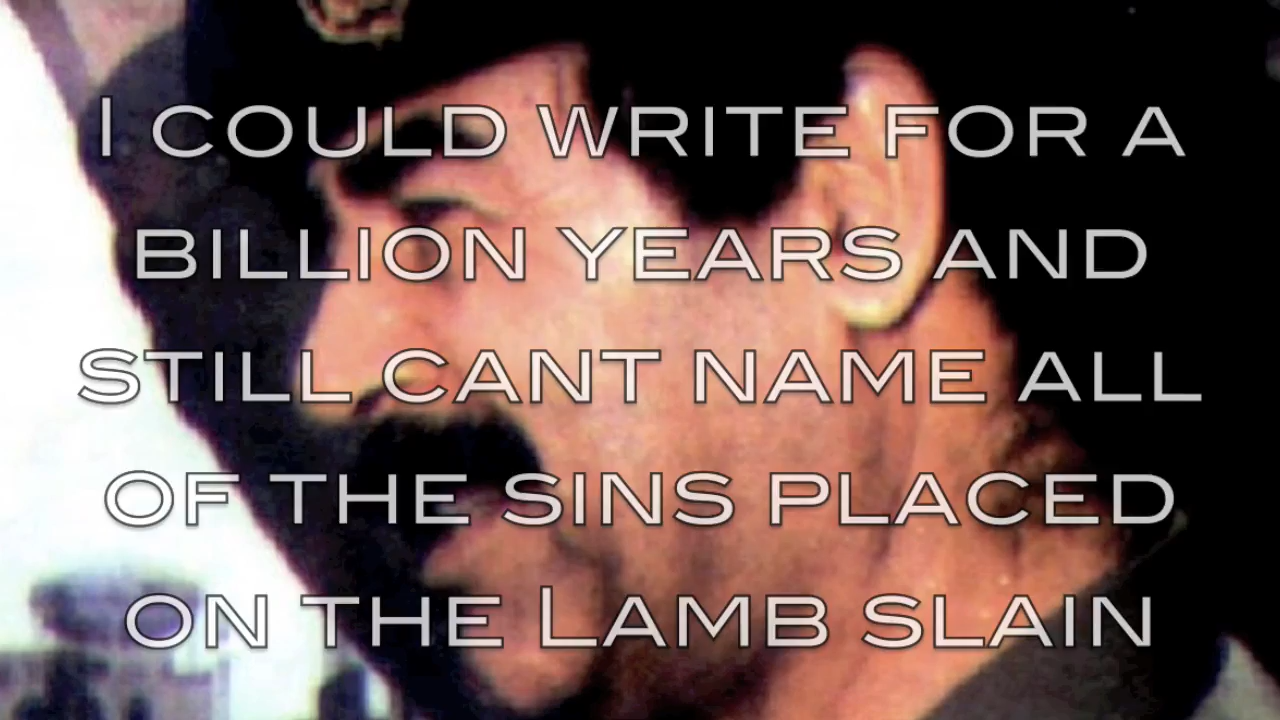 I could write for a
billion years and
still cant name all
of the sins placed
on the Lamb slain